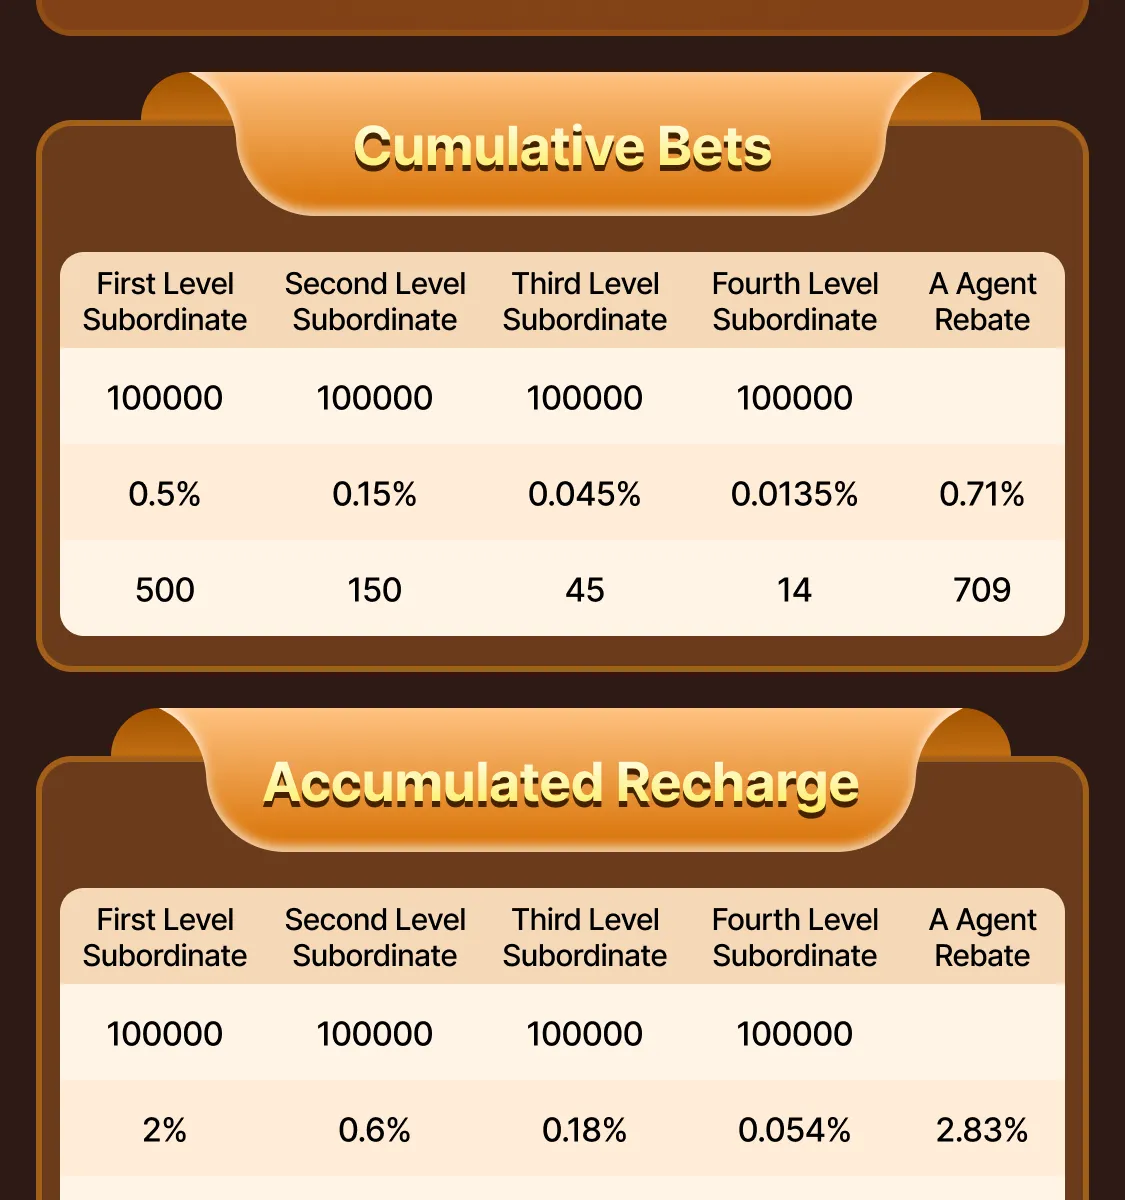 Cumulative Bets
First Level Second Level Third Level Fourth Level A Agent
Subordinate Subordinate Subordinate Subordinate Rebate
100000 100000 100000 100000
0.5% 0.15% 0.045% 0.0135% 0.71%
500 150 45 14 709
Accumulated Recharge
First Level Second Level Third Level Fourth Level A Agent
Subordinate Subordinate Subordinate Subordinate Rebate
100000 100000 100000 100000
2% 0.6% 0.18% 0.054% 2.83%